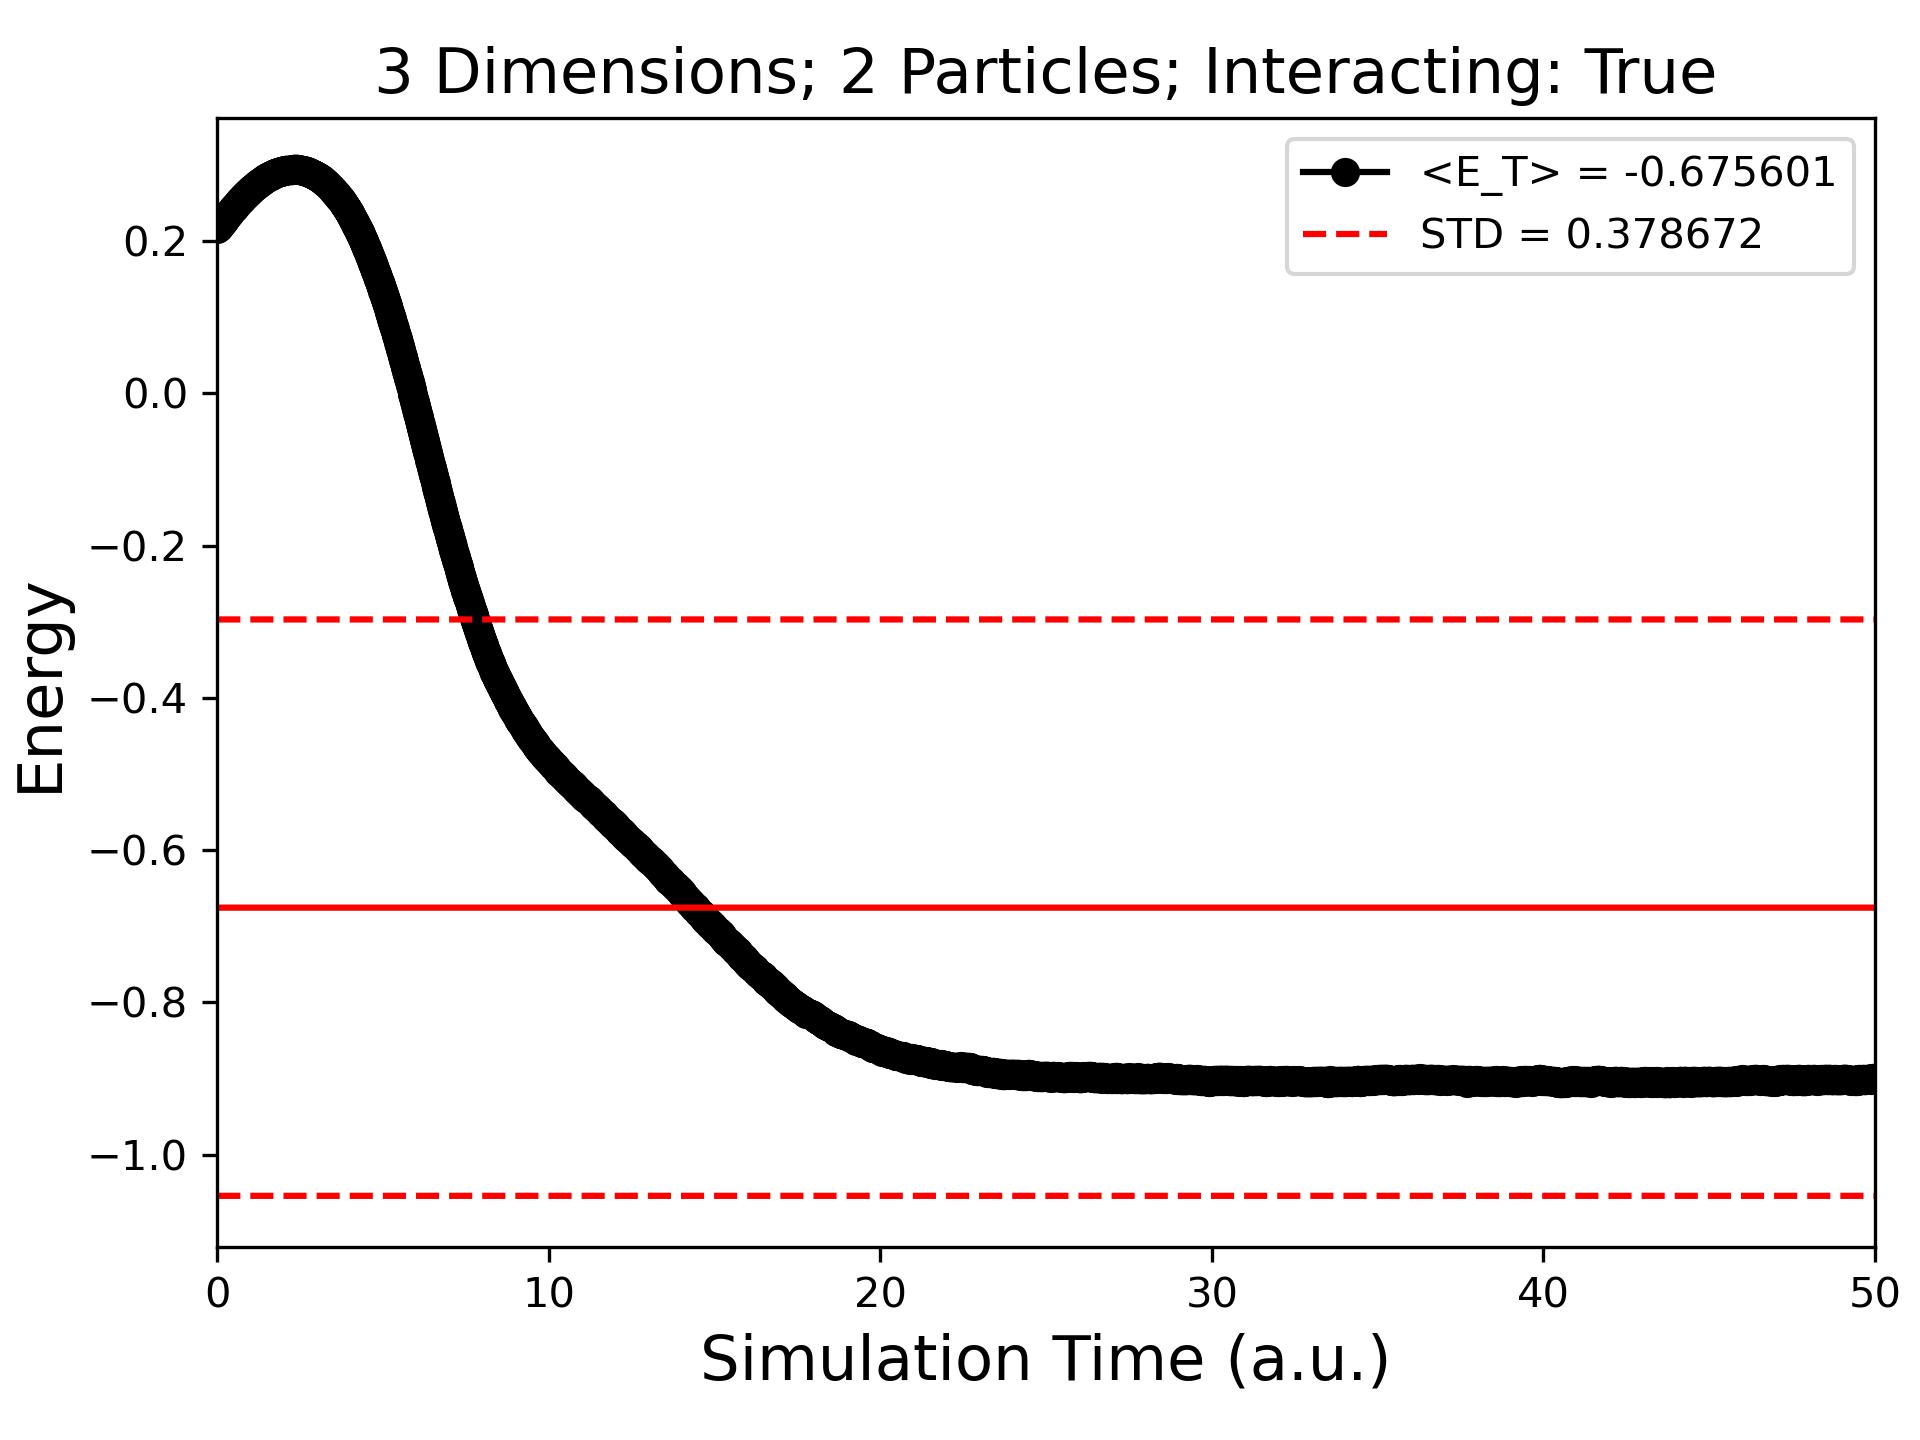 3 Dimensions; 2 Particles; Interacting: True
<E_T> = -0.675601
STD = 0.378672
Energy
0.2
0.0
−0.2
−0.4
−0.6
−0.8
−1.0
0 10 20 30 40 50
Simulation Time (a.u.)